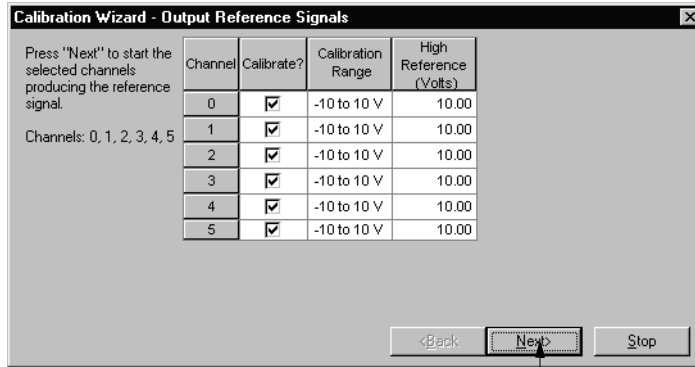 Calibration Wizard - Output Reference Signals
Press "Next" to start the
selected channels
producing the reference
signal.
Channels: 0, 1, 2, 3, 4, 5
Channel Calibrate? Calibration Range High Reference (Volts)
0 -10 to 10 V 10.00
1 -10 to 10 V 10.00
2 -10 to 10 V 10.00
3 -10 to 10 V 10.00
4 -10 to 10 V 10.00
5 -10 to 10 V 10.00
<Back Next> Stop